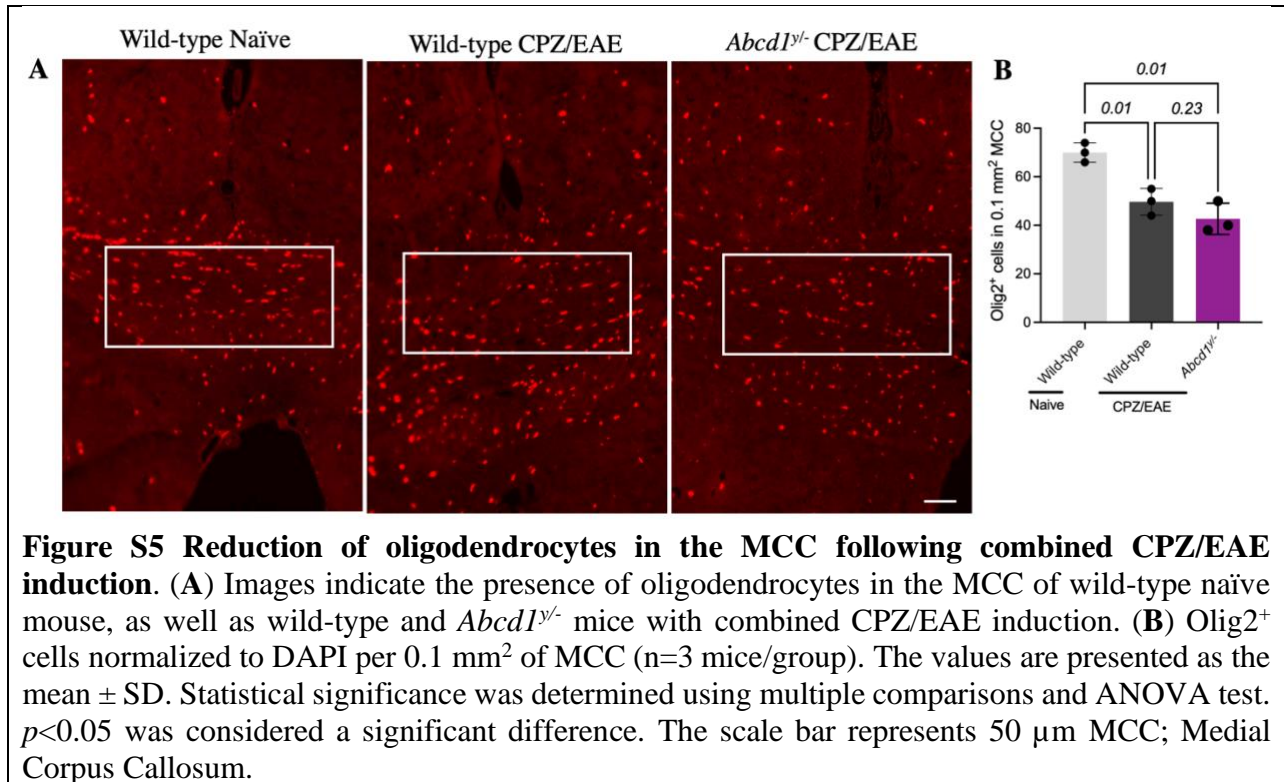 Wild-type Naïve
Wild-type CPZ/EAE
Abcd1y/- CPZ/EAE
A
B
0.01
0.01
0.23
Olig2+ cells in 0.1 mm2 MCC
80
60
40
20
0
Wild-type
Wild-type
Abcd1y/-
Naive
CPZ/EAE
Figure S5 Reduction of oligodendrocytes in the MCC following combined CPZ/EAE
induction. (A) Images indicate the presence of oligodendrocytes in the MCC of wild-type naïve
mouse, as well as wild-type and Abcd1y/- mice with combined CPZ/EAE induction. (B) Olig2+
cells normalized to DAPI per 0.1 mm2 of MCC (n=3 mice/group). The values are presented as the
mean ± SD. Statistical significance was determined using multiple comparisons and ANOVA test.
p<0.05 was considered a significant difference. The scale bar represents 50 µm MCC; Medial
Corpus Callosum.